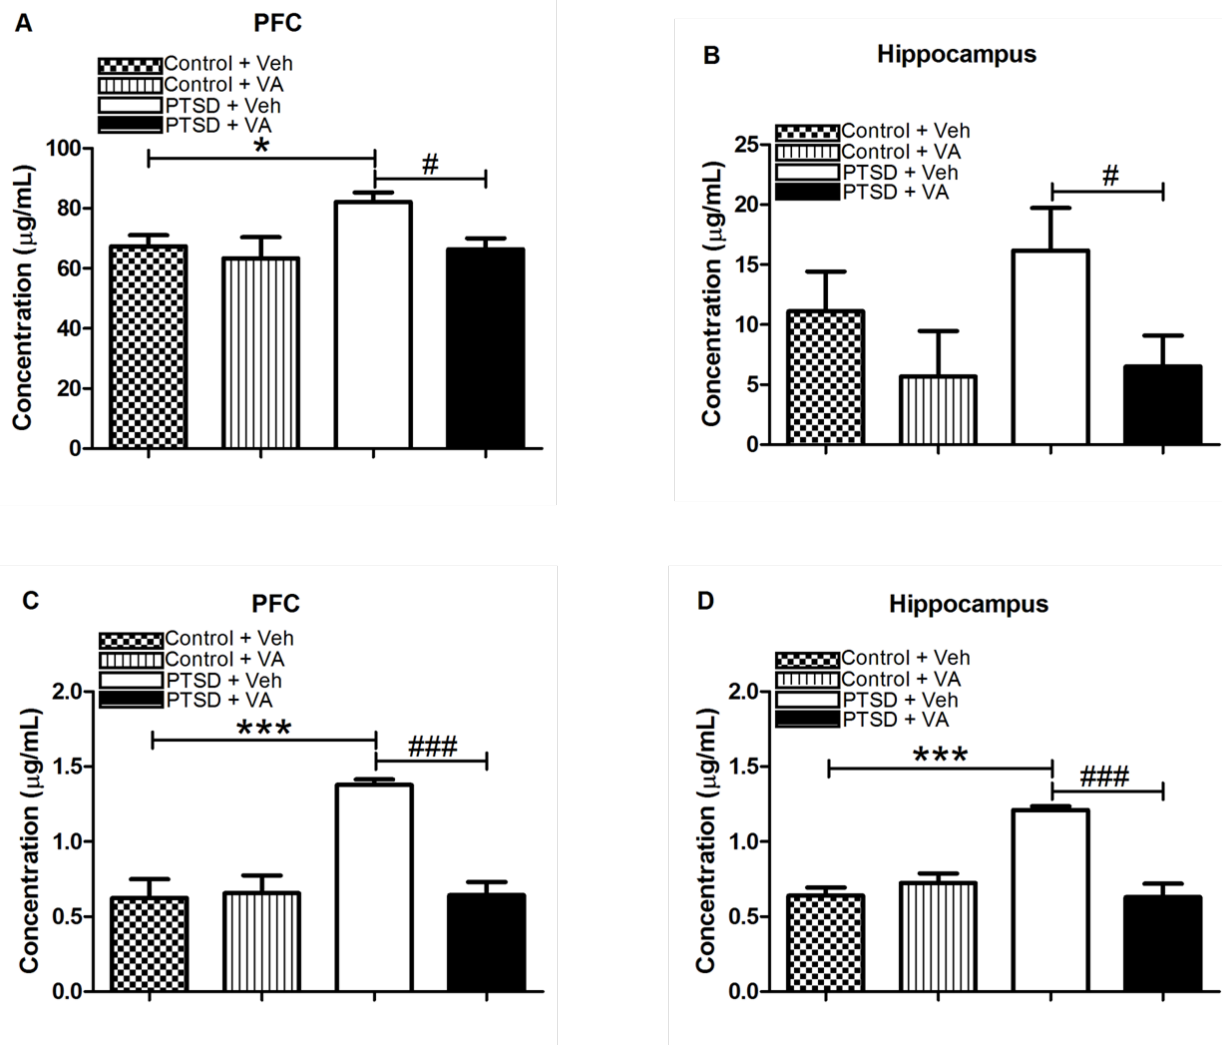 A
PFC
Control + Veh
Control + VA
PTSD + Veh
PTSD + VA
Concentration (µg/mL)
100
80
60
40
20
0
*
#
B
Hippocampus
Control + Veh
Control + VA
PTSD + Veh
PTSD + VA
Concentration (µg/mL)
25
20
15
10
5
0
#
C
PFC
Control + Veh
Control + VA
PTSD + Veh
PTSD + VA
Concentration (µg/mL)
2.0
1.5
1.0
0.5
0.0
***
###
D
Hippocampus
Control + Veh
Control + VA
PTSD + Veh
PTSD + VA
Concentration (µg/mL)
2.0
1.5
1.0
0.5
0.0
***
###